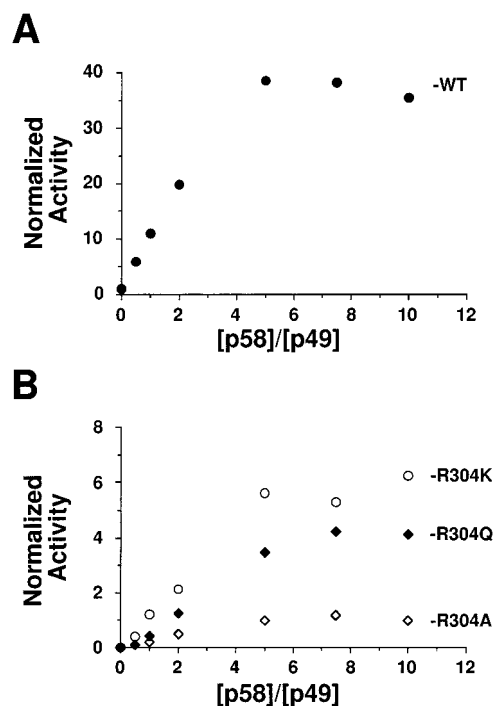 A
Normalized
Activity
40
30
20
10
0
-WT
0 2 4 6 8 10 12
[p58]/[p49]
B
Normalized
Activity
8
6
4
2
0
-R304K
-R304Q
-R304A
0 2 4 6 8 10 12
[p58]/[p49]